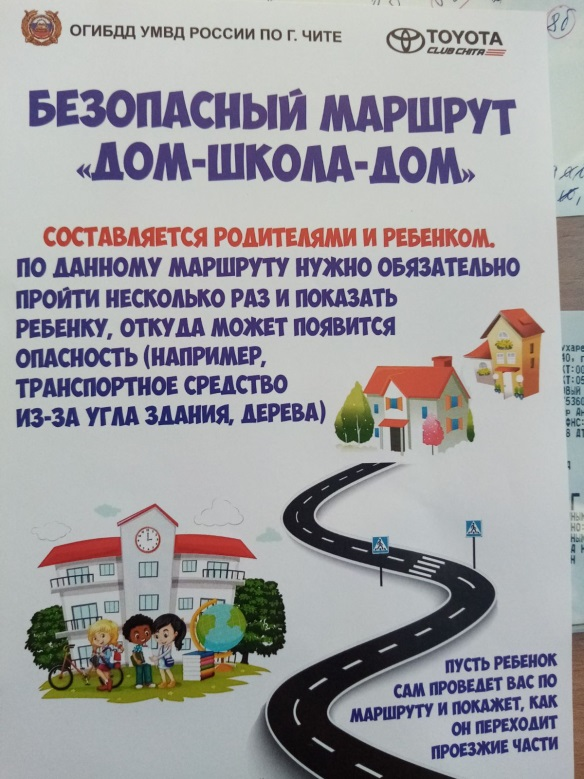 ОГИБДД УМВД РОССИИ ПО Г. ЧИТЕ
TOYOTA
CLUB CHITA
8б
БЕЗОПАСНЫЙ МАРШРУТ
«ДОМ-ШКОЛА-ДОМ»
СОСТАВЛЯЕТСЯ РОДИТЕЛЯМИ И РЕБЕНКОМ.
ПО ДАННОМУ МАРШРУТУ НУЖНО ОБЯЗАТЕЛЬНО
ПРОЙТИ НЕСКОЛЬКО РАЗ И ПОКАЗАТЬ
РЕБЕНКУ, ОТКУДА МОЖЕТ ПОЯВИТСЯ
ОПАСНОСТЬ (НАПРИМЕР,
ТРАНСПОРТНОЕ СРЕДСТВО
ИЗ-ЗА УГЛА ЗДАНИЯ, ДЕРЕВА)
ПУСТЬ РЕБЕНОК
САМ ПРОВЕДЕТ ВАС ПО
МАРШРУТУ И ПОКАЖЕТ, КАК
ОН ПЕРЕХОДИТ
ПРОЕЗЖИЕ ЧАСТИ